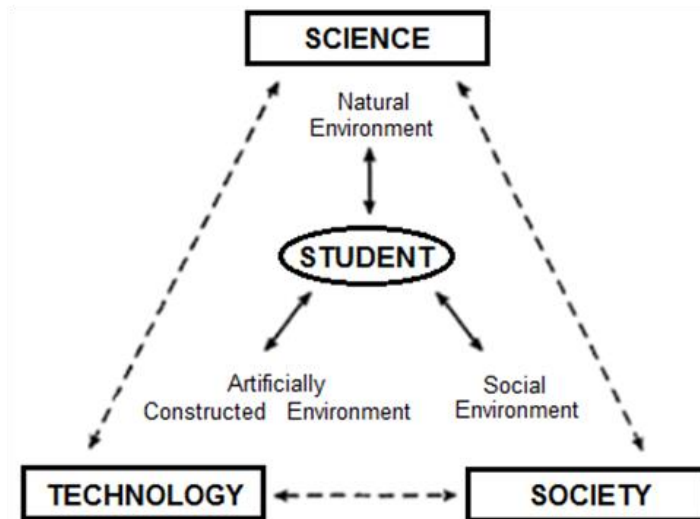 SCIENCE
Natural
Environment
STUDENT
Artificially
Constructed Environment
Social
Environment
TECHNOLOGY
SOCIETY